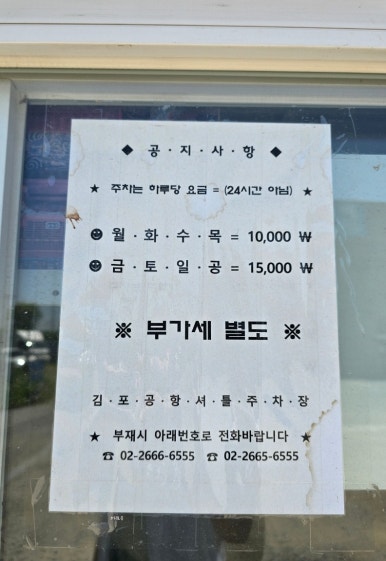 ◆ 공·지·사·항 ◆
★ 주차는 하루당 요금 = (24시간 아님) ★
☻ 월·화·수·목 = 10,000 ₩
☻ 금·토·일·공 = 15,000 ₩
※ 부가세 별도 ※
김·포·공·항·셔·틀·주·차·장
★ 부재시 아래번호로 전화바랍니다 ★
☎ 02-2666-6555 ☎ 02-2665-5555